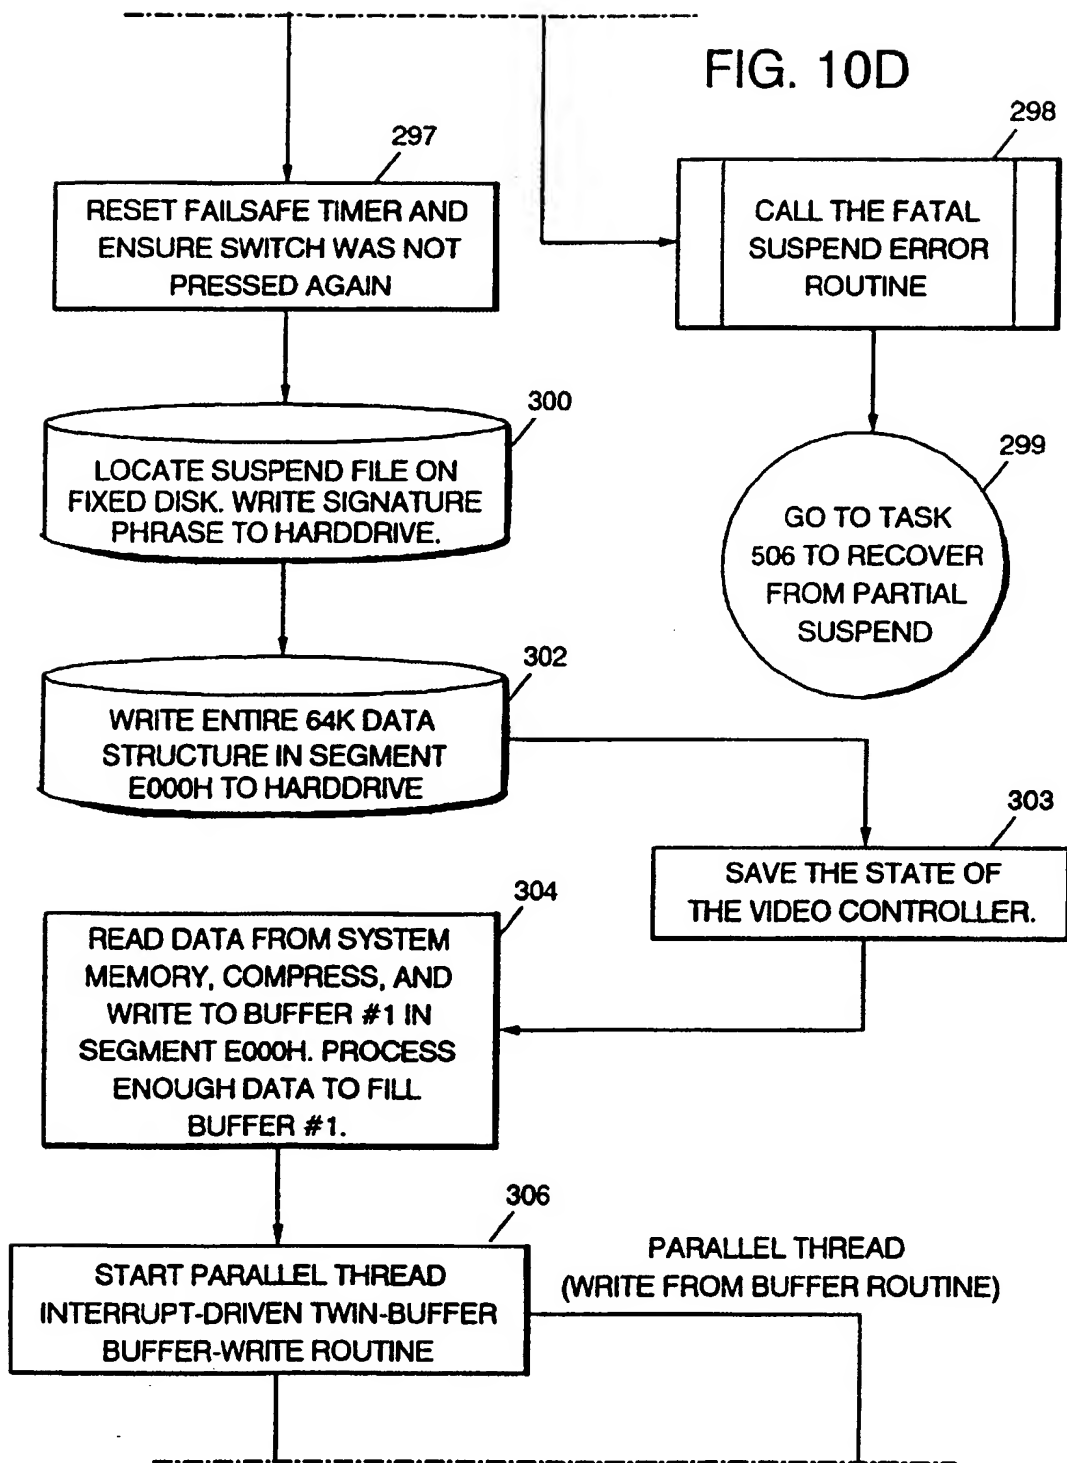 FIG. 10D
297
RESET FAILSAFE TIMER AND
ENSURE SWITCH WAS NOT
PRESSED AGAIN
298
CALL THE FATAL
SUSPEND ERROR
ROUTINE
300
LOCATE SUSPEND FILE ON
FIXED DISK. WRITE SIGNATURE
PHRASE TO HARDDRIVE.
299
GO TO TASK
506 TO RECOVER
FROM PARTIAL
SUSPEND
302
WRITE ENTIRE 64K DATA
STRUCTURE IN SEGMENT
E000H TO HARDDRIVE
303
SAVE THE STATE OF
THE VIDEO CONTROLLER.
304
READ DATA FROM SYSTEM
MEMORY, COMPRESS, AND
WRITE TO BUFFER #1 IN
SEGMENT E000H. PROCESS
ENOUGH DATA TO FILL
BUFFER #1.
306
START PARALLEL THREAD
INTERRUPT-DRIVEN TWIN-BUFFER
BUFFER-WRITE ROUTINE
PARALLEL THREAD
(WRITE FROM BUFFER ROUTINE)